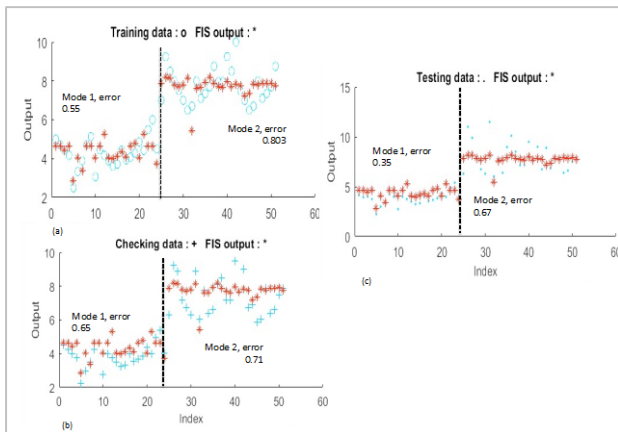 Training data : o FIS output : *
10
8
6
4
2
Output
Mode 1, error
0.55
Mode 2, error
0.803
0 10 20 30 40 50 60
(a)
Checking data : + FIS output : *
10
8
6
4
2
Output
Mode 1, error
0.65
Mode 2, error
0.71
0 10 20 30 40 50 60
Index
(b)
Testing data : . FIS output : *
15
10
5
0
Output
Mode 1, error
0.35
Mode 2, error
0.67
0 10 20 30 40 50 60
Index
(c)